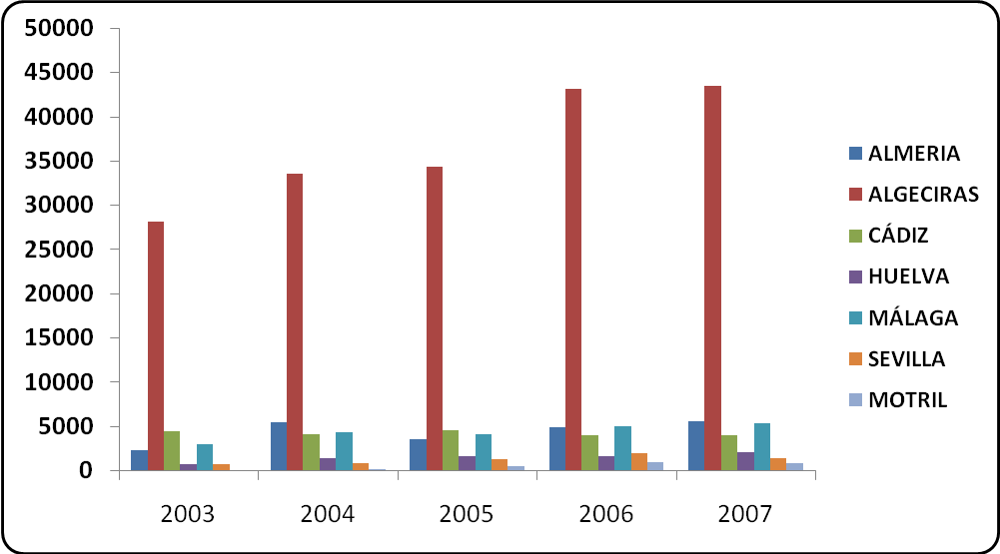 50000
45000
40000
35000
30000
25000
20000
15000
10000
5000
0
2003 2004 2005 2006 2007
ALMERIA
ALGECIRAS
CÁDIZ
HUELVA
MÁLAGA
SEVILLA
MOTRIL